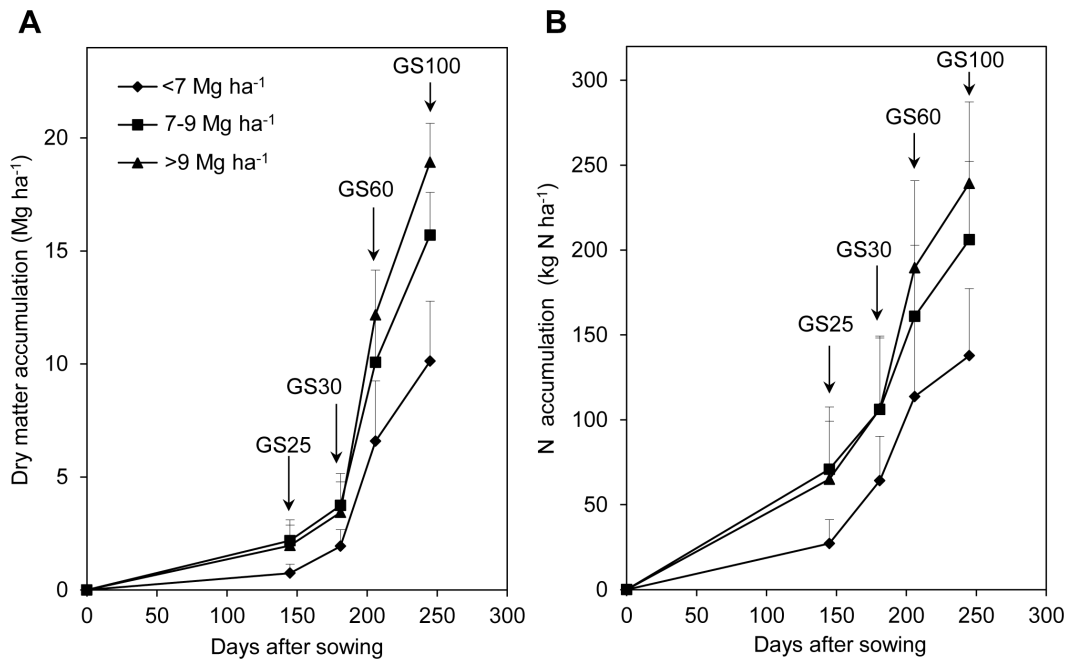 A
Dry matter accumulation (Mg ha-1)
20
15
10
5
0
<7 Mg ha-1
7-9 Mg ha-1
>9 Mg ha-1
GS25
GS30
GS60
GS100
0 50 100 150 200 250 300
Days after sowing
B
N accumulation (kg N ha-1)
300
250
200
150
100
50
0
GS25
GS30
GS60
GS100
0 50 100 150 200 250 300
Days after sowing